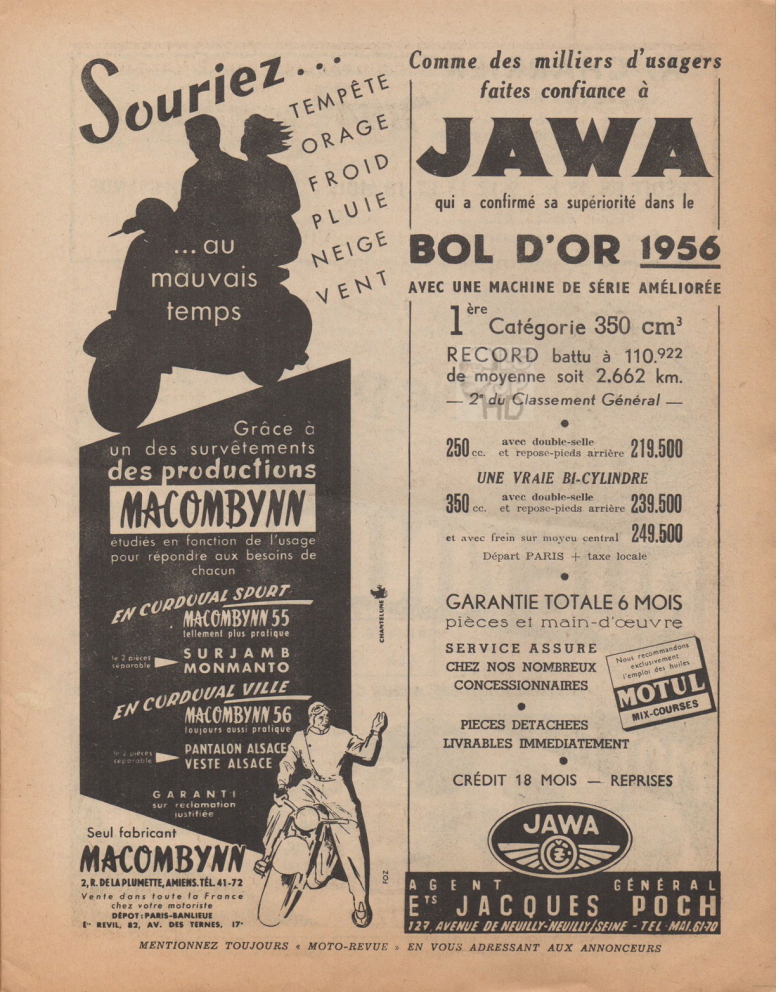 Souriez...
TEMPÊTE
ORAGE
FROID
PLUIE
NEIGE
VENT
...au
mauvais
temps
Grâce à
un des survêtements
des productions
MACOMBYNN
étudiés en fonction de l'usage
pour répondre aux besoins de
chacun
EN CORDOUAL SPORT
MACOMBYNN 55
tellement plus pratique
le 2 pièces
séparable
SURJAMB
MONMANTO
EN CORDOUAL VILLE
MACOMBYNN 56
toujours aussi pratique
le 2 pièces
séparable
PANTALON ALSACE
VESTE ALSACE
GARANTI
sur réclamation
justifiée
Seul fabricant
MACOMBYNN
2, R. DE LA PLUMETTE, AMIENS. TÉL. 41-72
Vente dans toute la France
chez votre motoriste
DÉPOT : PARIS-BANLIEUE
Ets REVIL, 82, AV. DES TERNES, 17e
CHANTELUNE
FOZ
Comme des milliers d'usagers
faites confiance à
JAWA
qui a confirmé sa supériorité dans le
BOL D'OR 1956
AVEC UNE MACHINE DE SÉRIE AMÉLIORÉE
1ère Catégorie 350 cm³
RECORD battu à 110.922
de moyenne soit 2.662 km.
— 2e du Classement Général —
HD
250 cc. avec double-selle et repose-pieds arrière 219.500
UNE VRAIE BI-CYLINDRE
350 cc. avec double-selle et repose-pieds arrière 239.500
et avec frein sur moyeu central 249.500
Départ PARIS + taxe locale
GARANTIE TOTALE 6 MOIS
pièces et main-d'œuvre
SERVICE ASSURE
CHEZ NOS NOMBREUX
CONCESSIONNAIRES
Nous recommandons
exclusivement
l'emploi des huiles
MOTUL
MIX-COURSES
PIECES DETACHEES
LIVRABLES IMMEDIATEMENT
CRÉDIT 18 MOIS — REPRISES
JAWA
CZ
AGENT GÉNÉRAL
Ets JACQUES POCH
127, AVENUE DE NEUILLY-NEUILLY/SEINE - TEL. MAI. 61-70
MENTIONNEZ TOUJOURS « MOTO-REVUE » EN VOUS ADRESSANT AUX ANNONCEURS